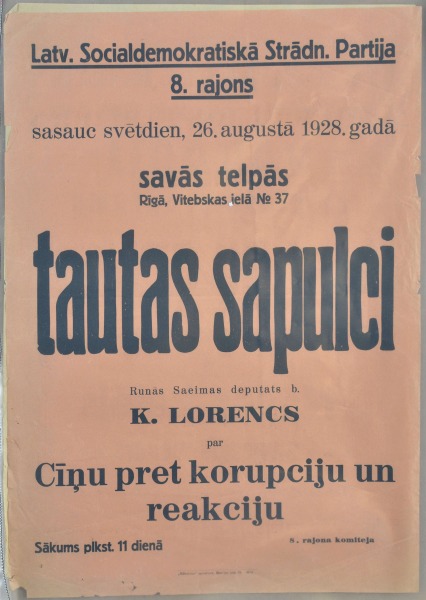 Latv. Socialdemokratiskā Strādn. Partija
8. rajons
sasauc svētdien, 26. augustā 1928. gadā
savās telpās
Rīgā, Vitebskas ielā № 37
tautas sapulci
Runās Saeimas deputats b.
K. LORENCS
par
Cīņu pret korupciju un
reakciju
Sākums plkst. 11 dienā
8. rajona komiteja